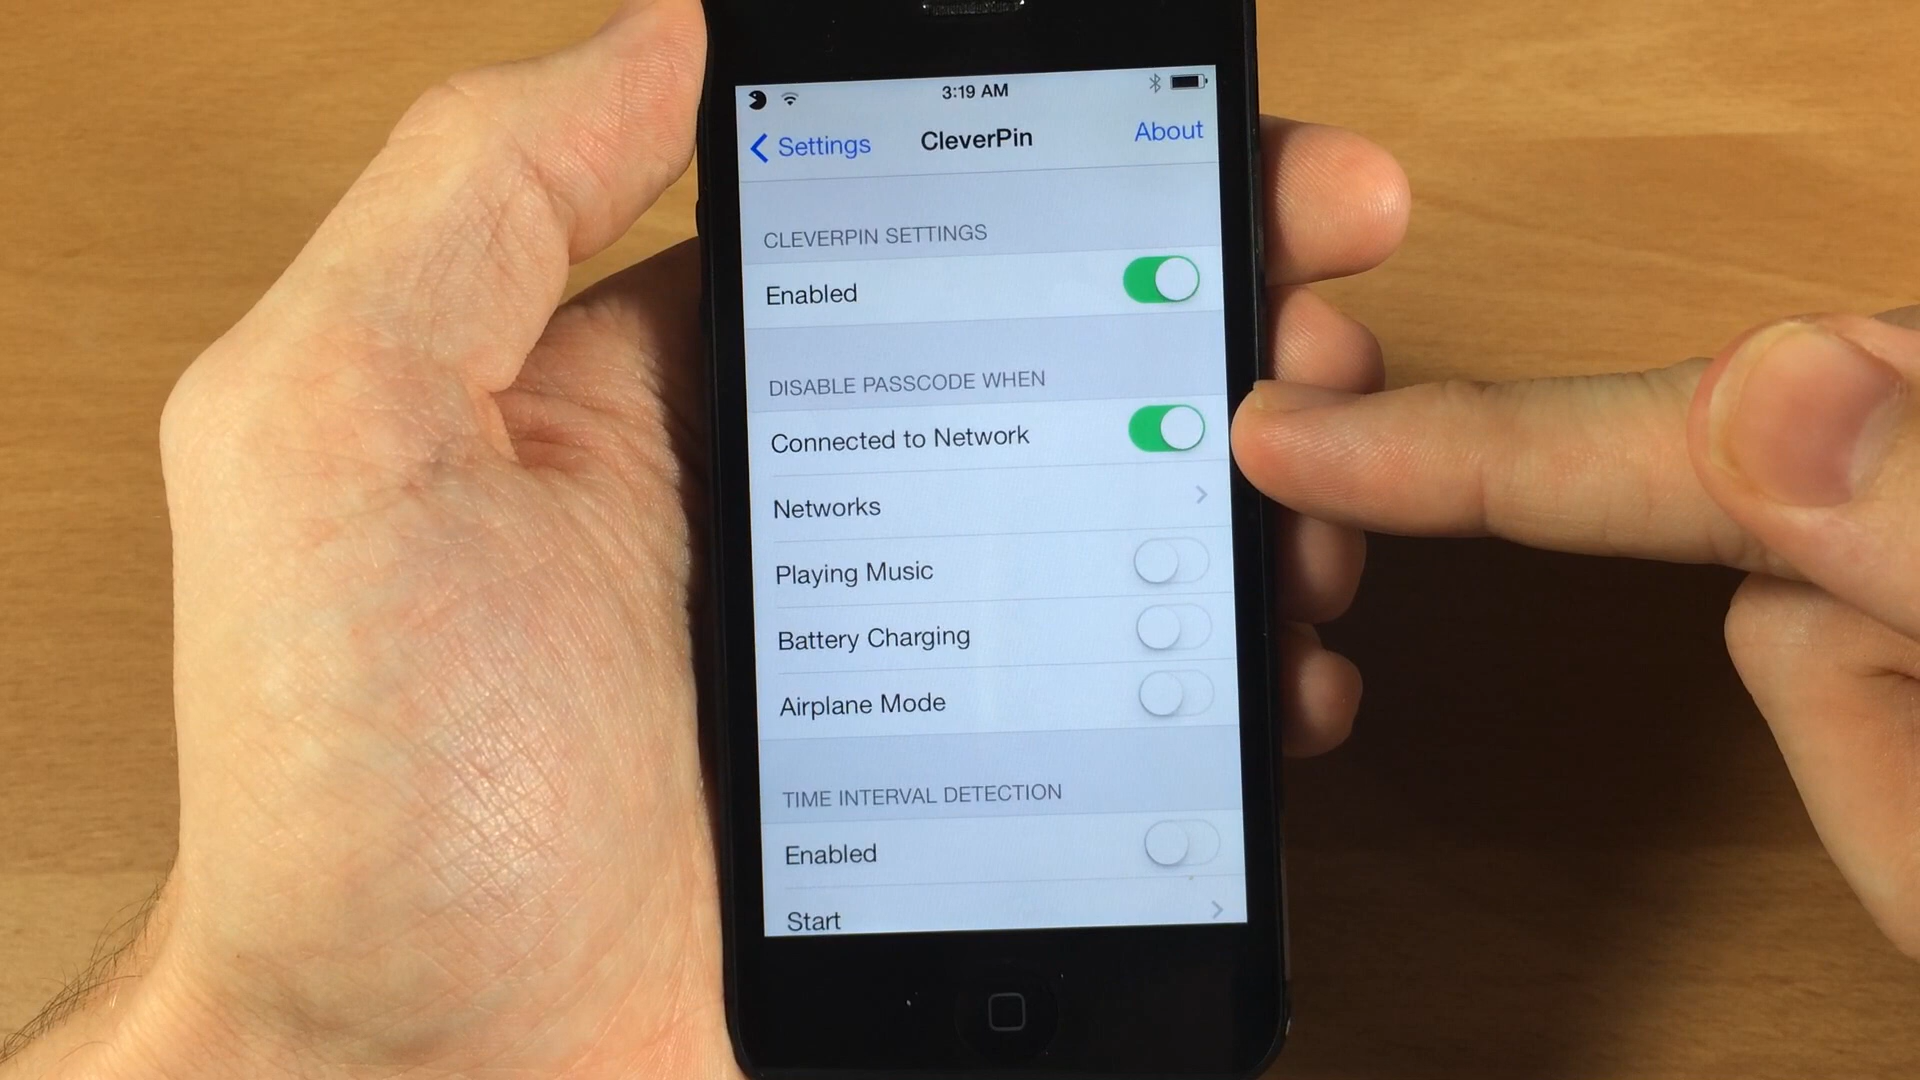 3:19 AM
Settings CleverPin About
CLEVERPIN SETTINGS
Enabled
DISABLE PASSCODE WHEN
Connected to Network
Networks
Playing Music
Battery Charging
Airplane Mode
TIME INTERVAL DETECTION
Enabled
Start